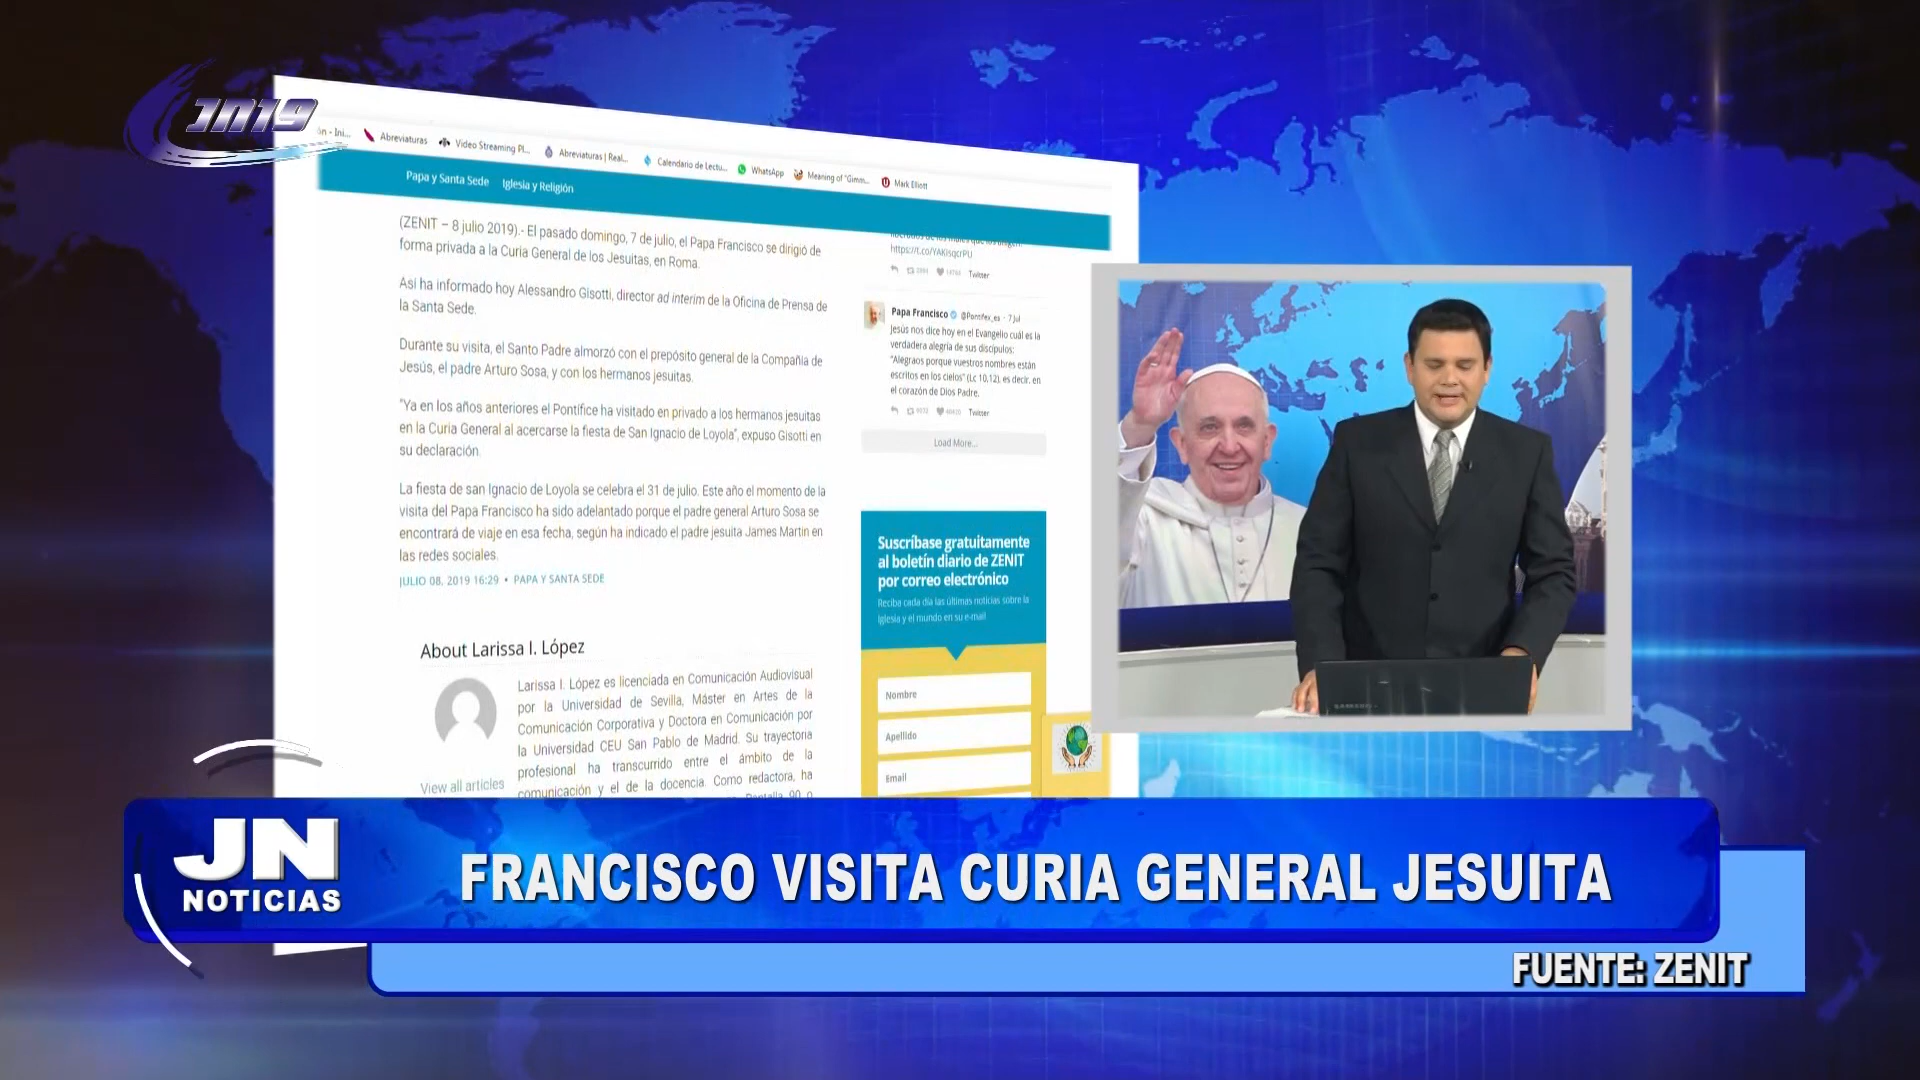 JN19
Abreviaturas
Video Streaming Pl...
Abreviaturas | Real...
Calendario de Lectu...
WhatsApp
Meaning of "Gimm...
Mark Elliott
Papa y Santa Sede
Iglesia y Religión
(ZENIT – 8 julio 2019).- El pasado domingo, 7 de julio, el Papa Francisco se dirigió de
forma privada a la Curia General de los Jesuitas, en Roma.
Así ha informado hoy Alessandro Gisotti, director ad interim de la Oficina de Prensa de
la Santa Sede.
Durante su visita, el Santo Padre almorzó con el prepósito general de la Compañía de
Jesús, el padre Arturo Sosa, y con los hermanos jesuitas.
"Ya en los años anteriores el Pontífice ha visitado en privado a los hermanos jesuitas
en la Curia General al acercarse la fiesta de San Ignacio de Loyola", expuso Gisotti en
su declaración.
La fiesta de san Ignacio de Loyola se celebra el 31 de julio. Este año el momento de la
visita del Papa Francisco ha sido adelantado porque el padre general Arturo Sosa se
encontrará de viaje en esa fecha, según ha indicado el padre jesuita James Martin en
las redes sociales.
JULIO 08, 2019 16:29 • PAPA Y SANTA SEDE
About Larissa I. López
Larissa I. López es licenciada en Comunicación Audiovisual
por la Universidad de Sevilla, Máster en Artes de la
Comunicación Corporativa y Doctora en Comunicación por
la Universidad CEU San Pablo de Madrid. Su trayectoria
profesional ha transcurrido entre el ámbito de la
comunicación y el de la docencia. Como redactora, ha
View all articles
Twitter
Papa Francisco @Pontifex_es · 7 Jul
Jesús nos dice hoy en el Evangelio cuál es la
verdadera alegría de sus discípulos:
"Alegraos porque vuestros nombres están
escritos en los cielos" (Lc 10,12), es decir, en
el corazón de Dios Padre.
Twitter
Load More...
Suscríbase gratuitamente
al boletín diario de ZENIT
por correo electrónico
Reciba cada día las últimas noticias sobre la
Iglesia y el mundo en su e-mail
Nombre
Apellido
Email
SAMSUNG
JN
NOTICIAS
FRANCISCO VISITA CURIA GENERAL JESUITA
FUENTE: ZENIT